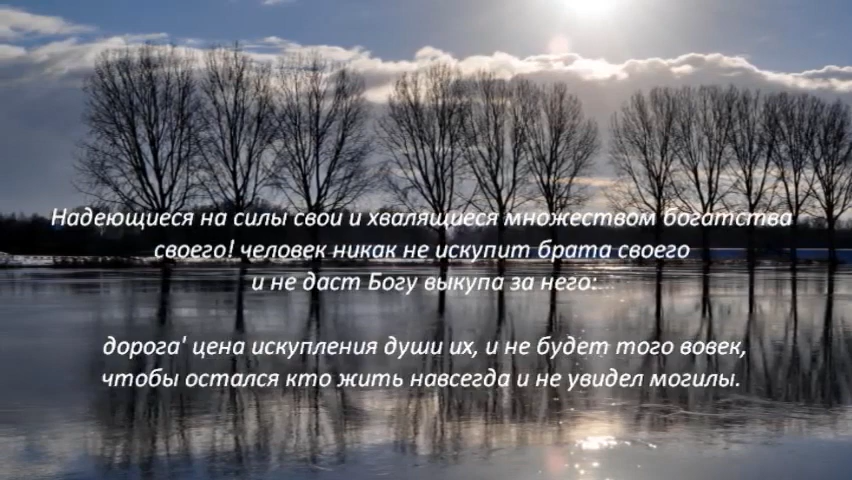 Надеющиеся на силы свои и хвалящиеся множеством богатства
своего! человек никак не искупит брата своего
и не даст Богу выкупа за него:
дорога' цена искупления души их, и не будет того вовек,
чтобы остался кто жить навсегда и не увидел могилы.